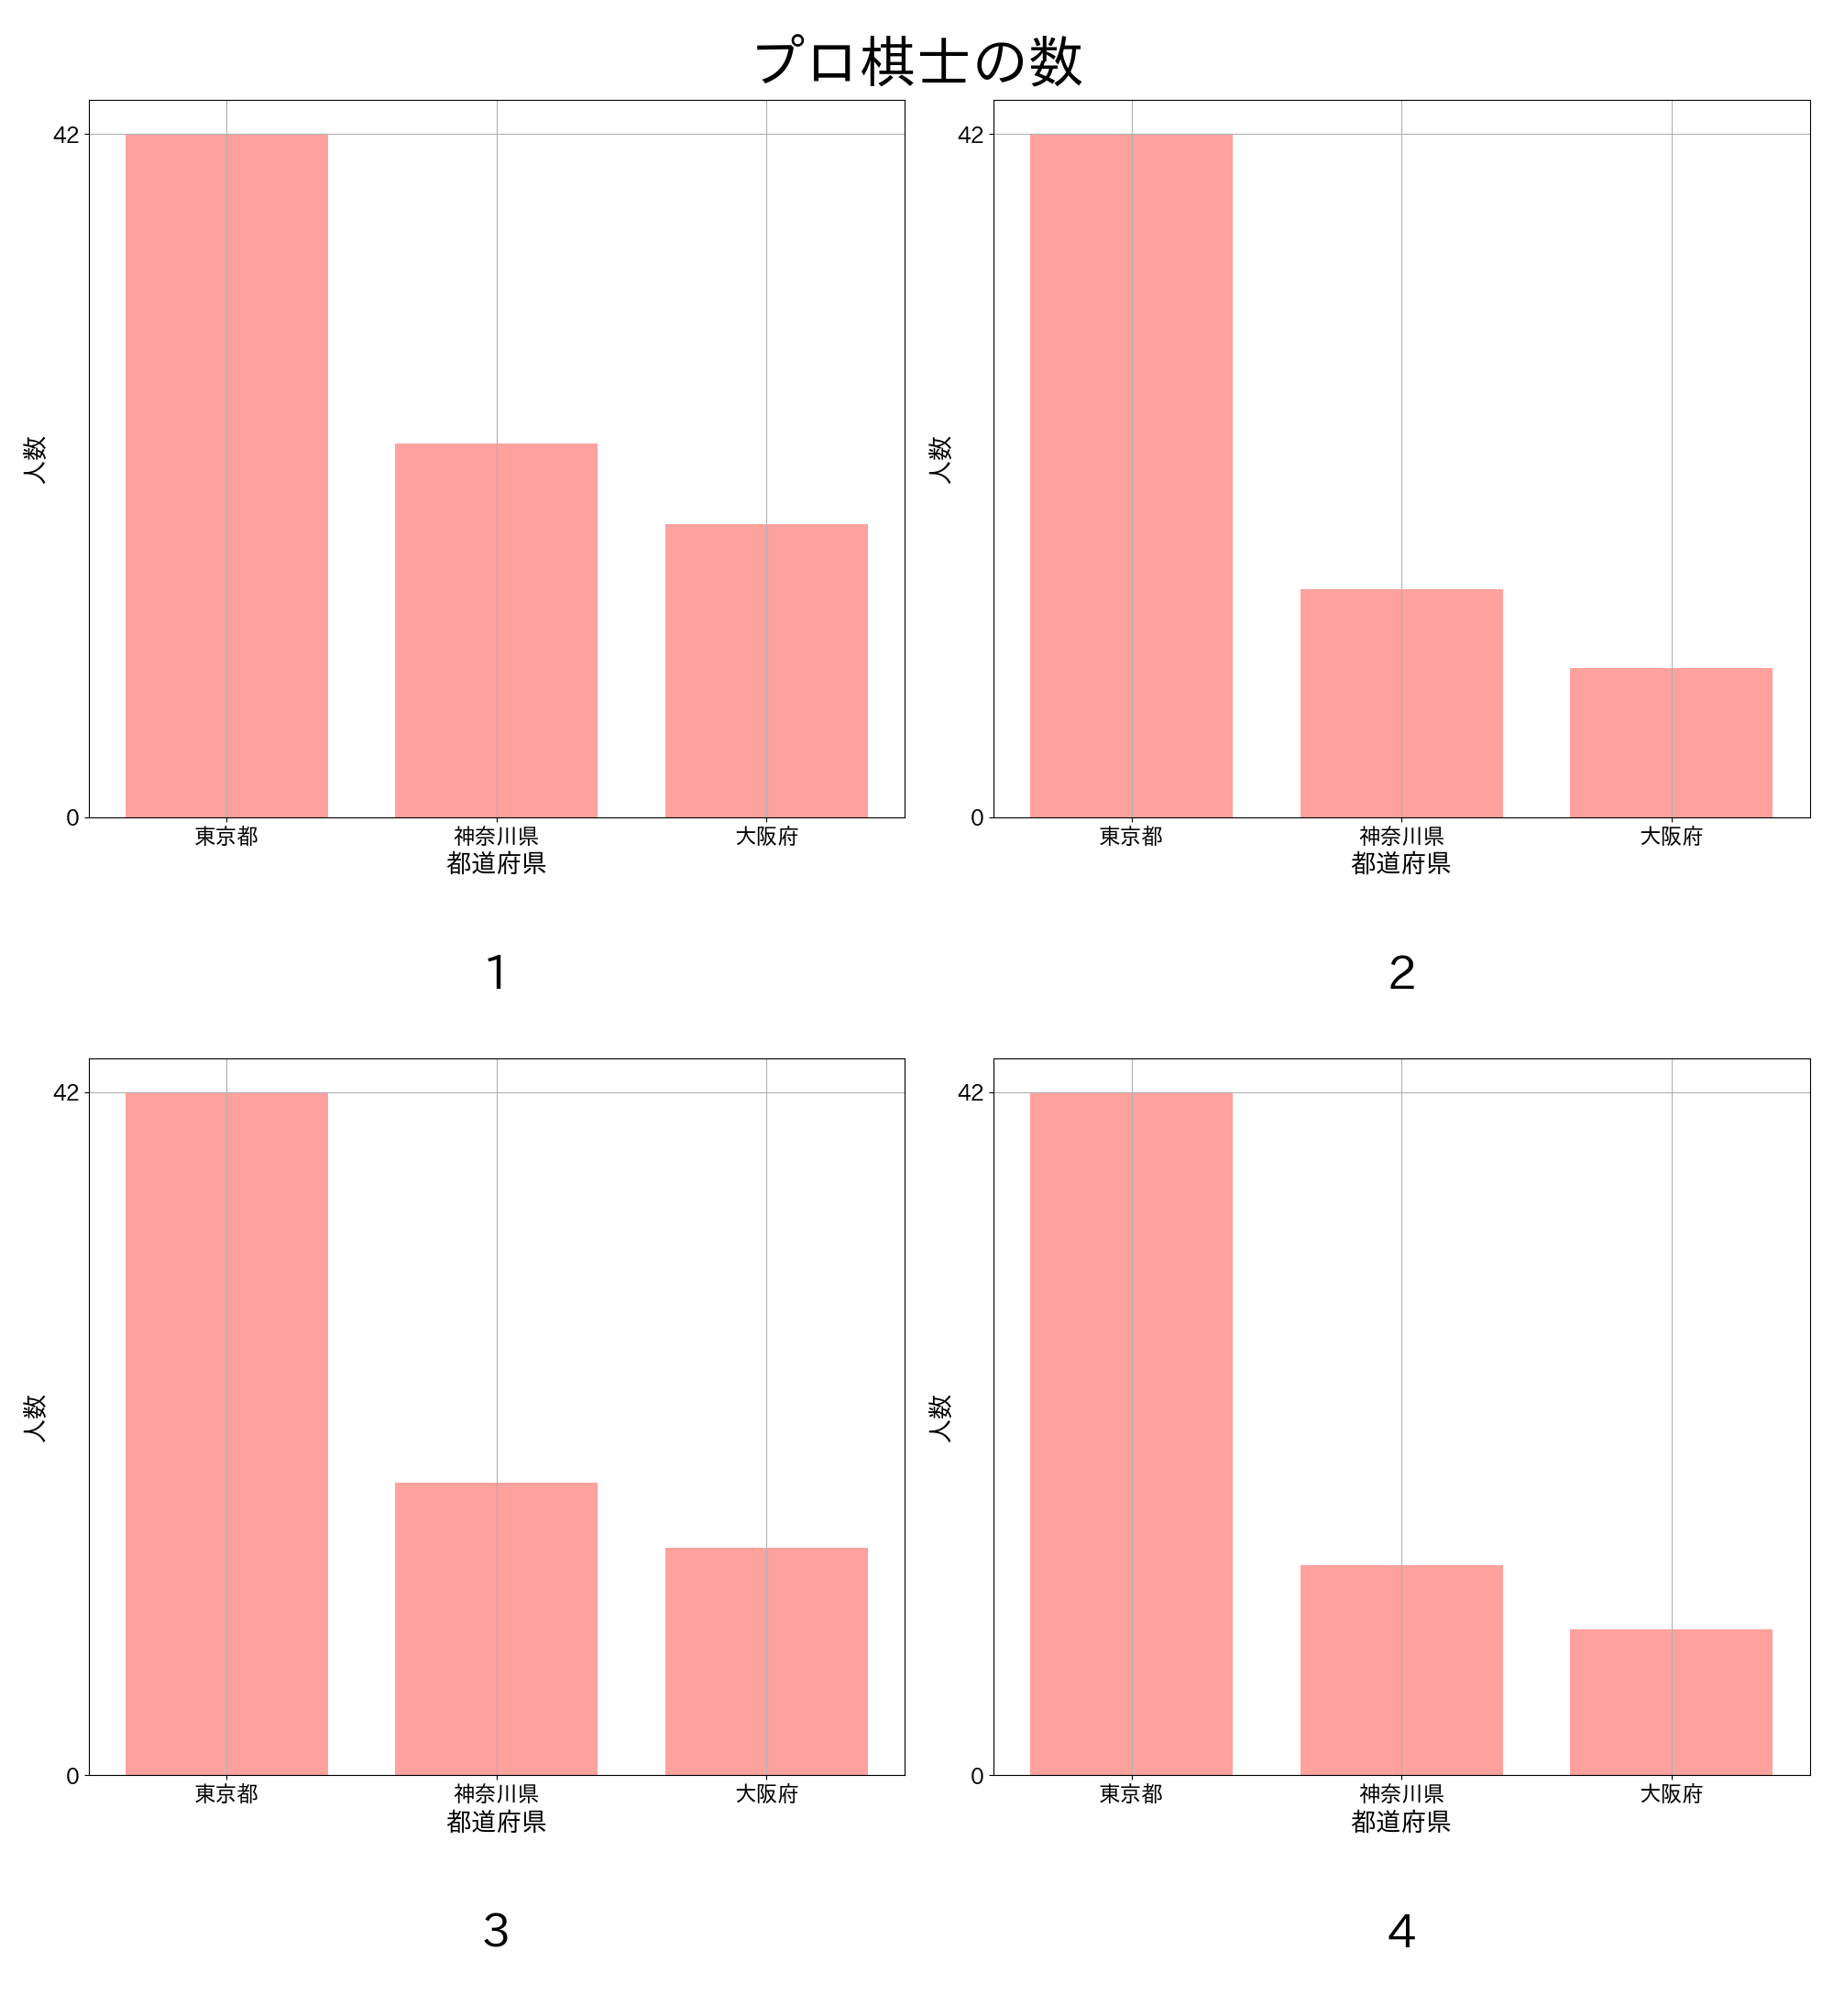 プロ棋士の数
42
0
人数
東京都 神奈川県 大阪府
都道府県
1
42
0
人数
東京都 神奈川県 大阪府
都道府県
2
42
0
人数
東京都 神奈川県 大阪府
都道府県
3
42
0
人数
東京都 神奈川県 大阪府
都道府県
4